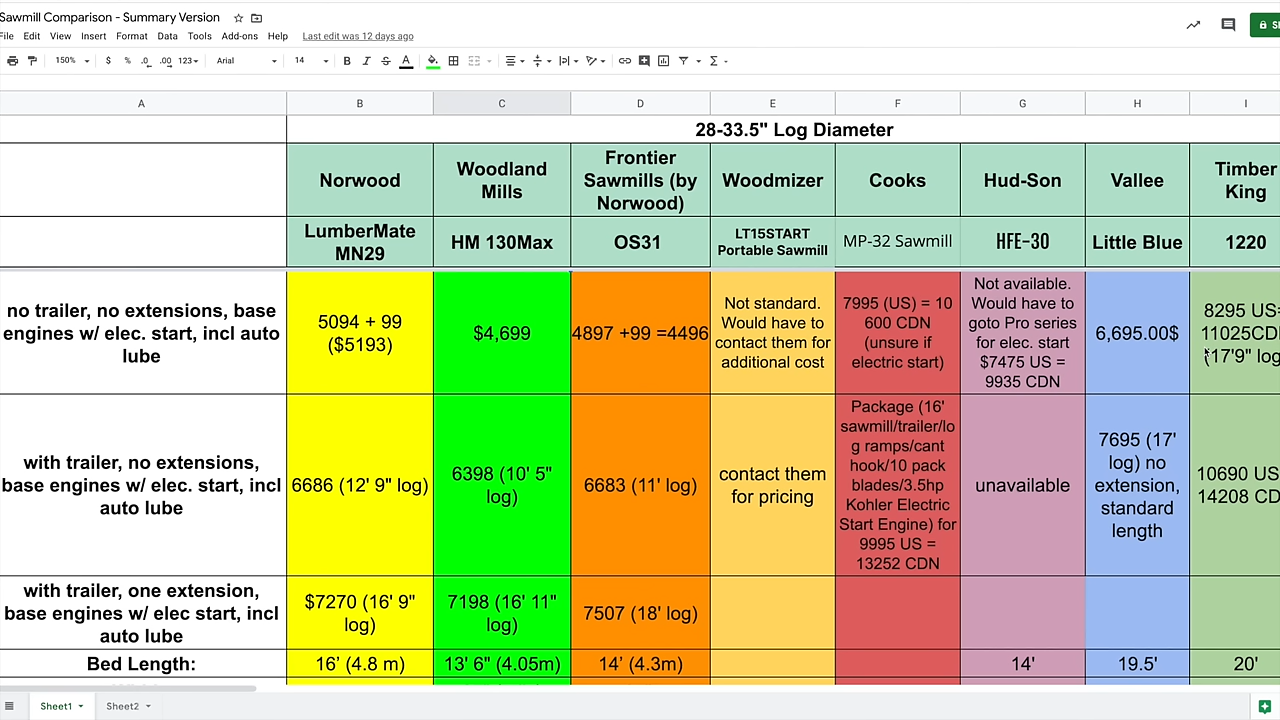 Sawmill Comparison - Summary Version
File Edit View Insert Format Data Tools Add-ons Help Last edit was 12 days ago
150% $ % .0 .00 123 Arial 14 B I S A
A B C D E F G H I
28-33.5" Log Diameter
Norwood
Woodland
Mills
Frontier
Sawmills (by
Norwood)
Woodmizer
Cooks
Hud-Son
Vallee
Timber
King
LumberMate
MN29
HM 130Max
OS31
LT15START
Portable Sawmill
MP-32 Sawmill
HFE-30
Little Blue
1220
no trailer, no extensions, base
engines w/ elec. start, incl auto
lube
5094 + 99
($5193)
$4,699
4897 +99 =4496
Not standard.
Would have to
contact them for
additional cost
7995 (US) = 10
600 CDN
(unsure if
electric start)
Not available.
Would have to
goto Pro series
for elec. start
$7475 US =
9935 CDN
6,695.00$
8295 US=
11025CD
(17'9" log
with trailer, no extensions,
base engines w/ elec. start, incl
auto lube
6686 (12' 9" log)
6398 (10' 5"
log)
6683 (11' log)
contact them
for pricing
Package (16'
sawmill/trailer/lo
g ramps/cant
hook/10 pack
blades/3.5hp
Kohler Electric
Start Engine) for
9995 US =
13252 CDN
unavailable
7695 (17'
log) no
extension,
standard
length
10690 US
14208 CD
with trailer, one extension,
base engines w/ elec start, incl
auto lube
$7270 (16' 9"
log)
7198 (16' 11"
log)
7507 (18' log)
Bed Length:
16’ (4.8 m)
13' 6" (4.05m)
14’ (4.3m)
14'
19.5'
20'
Sheet1 Sheet2